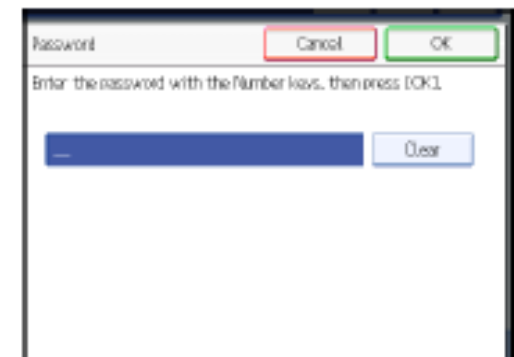 Password Cancel OK
Enter the password with the Number keys, then press [OK].
Clear